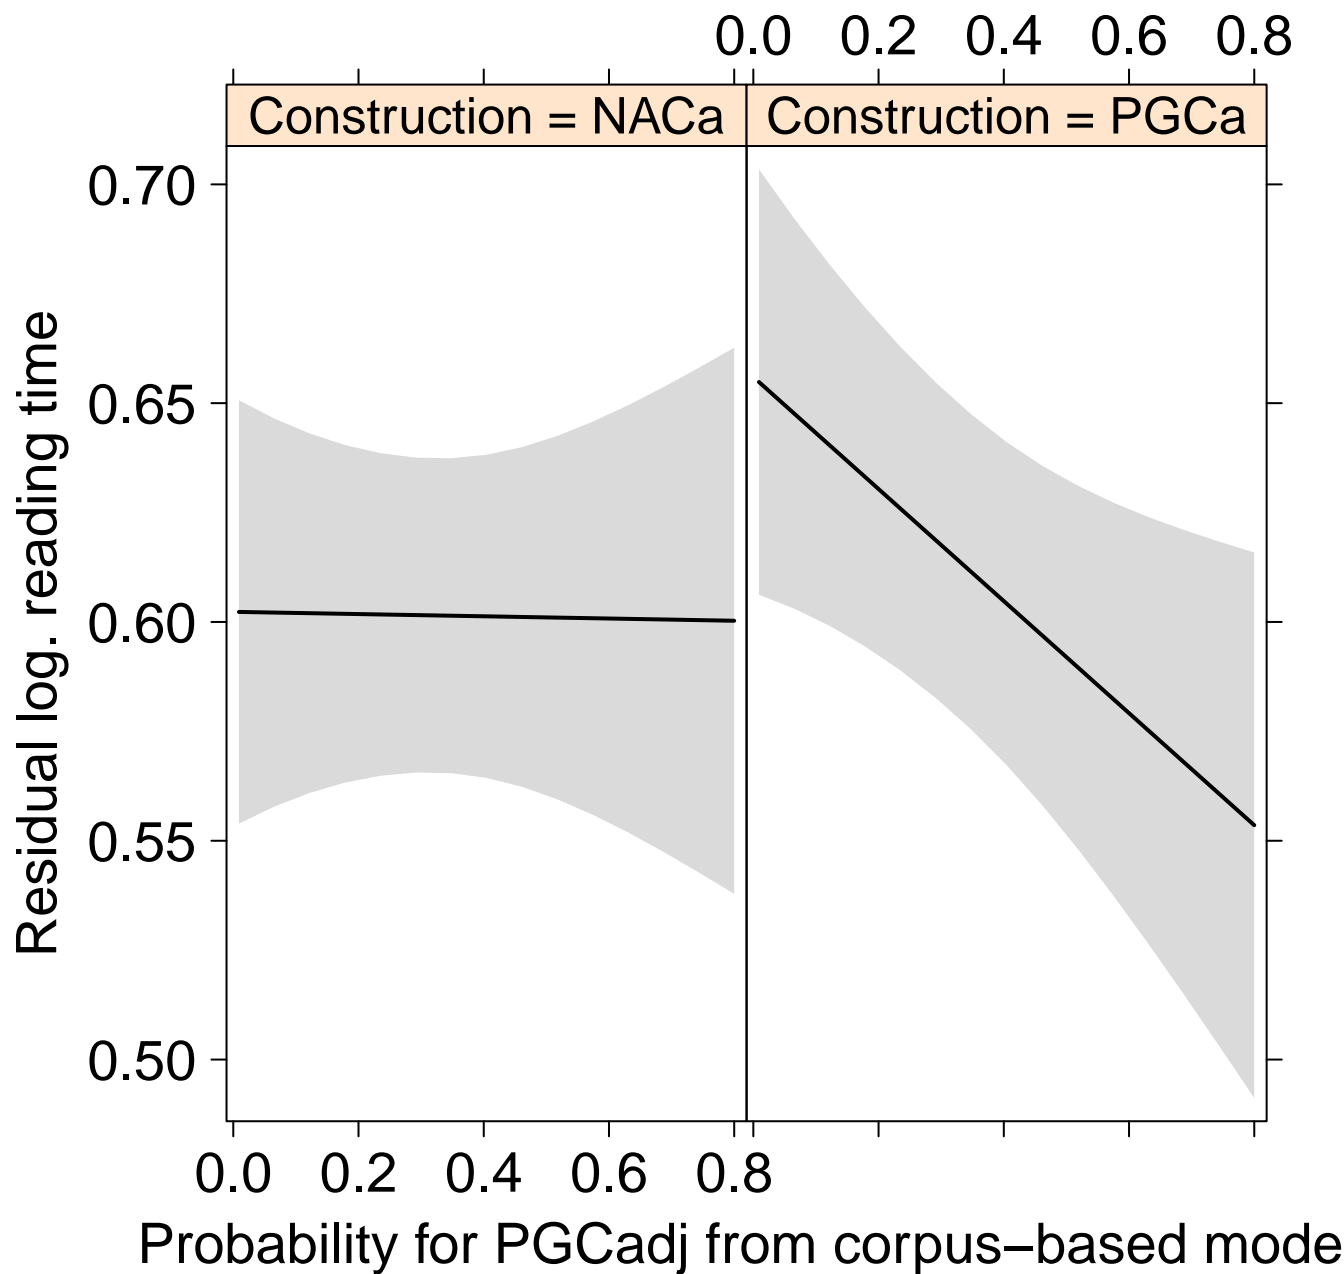 0.0 0.2 0.4 0.6 0.8
Construction = NACa Construction = PGCa
0.70
0.65
0.60
0.55
0.50
Residual log. reading time
0.0 0.2 0.4 0.6 0.8
Probability for PGCadj from corpus−based mode